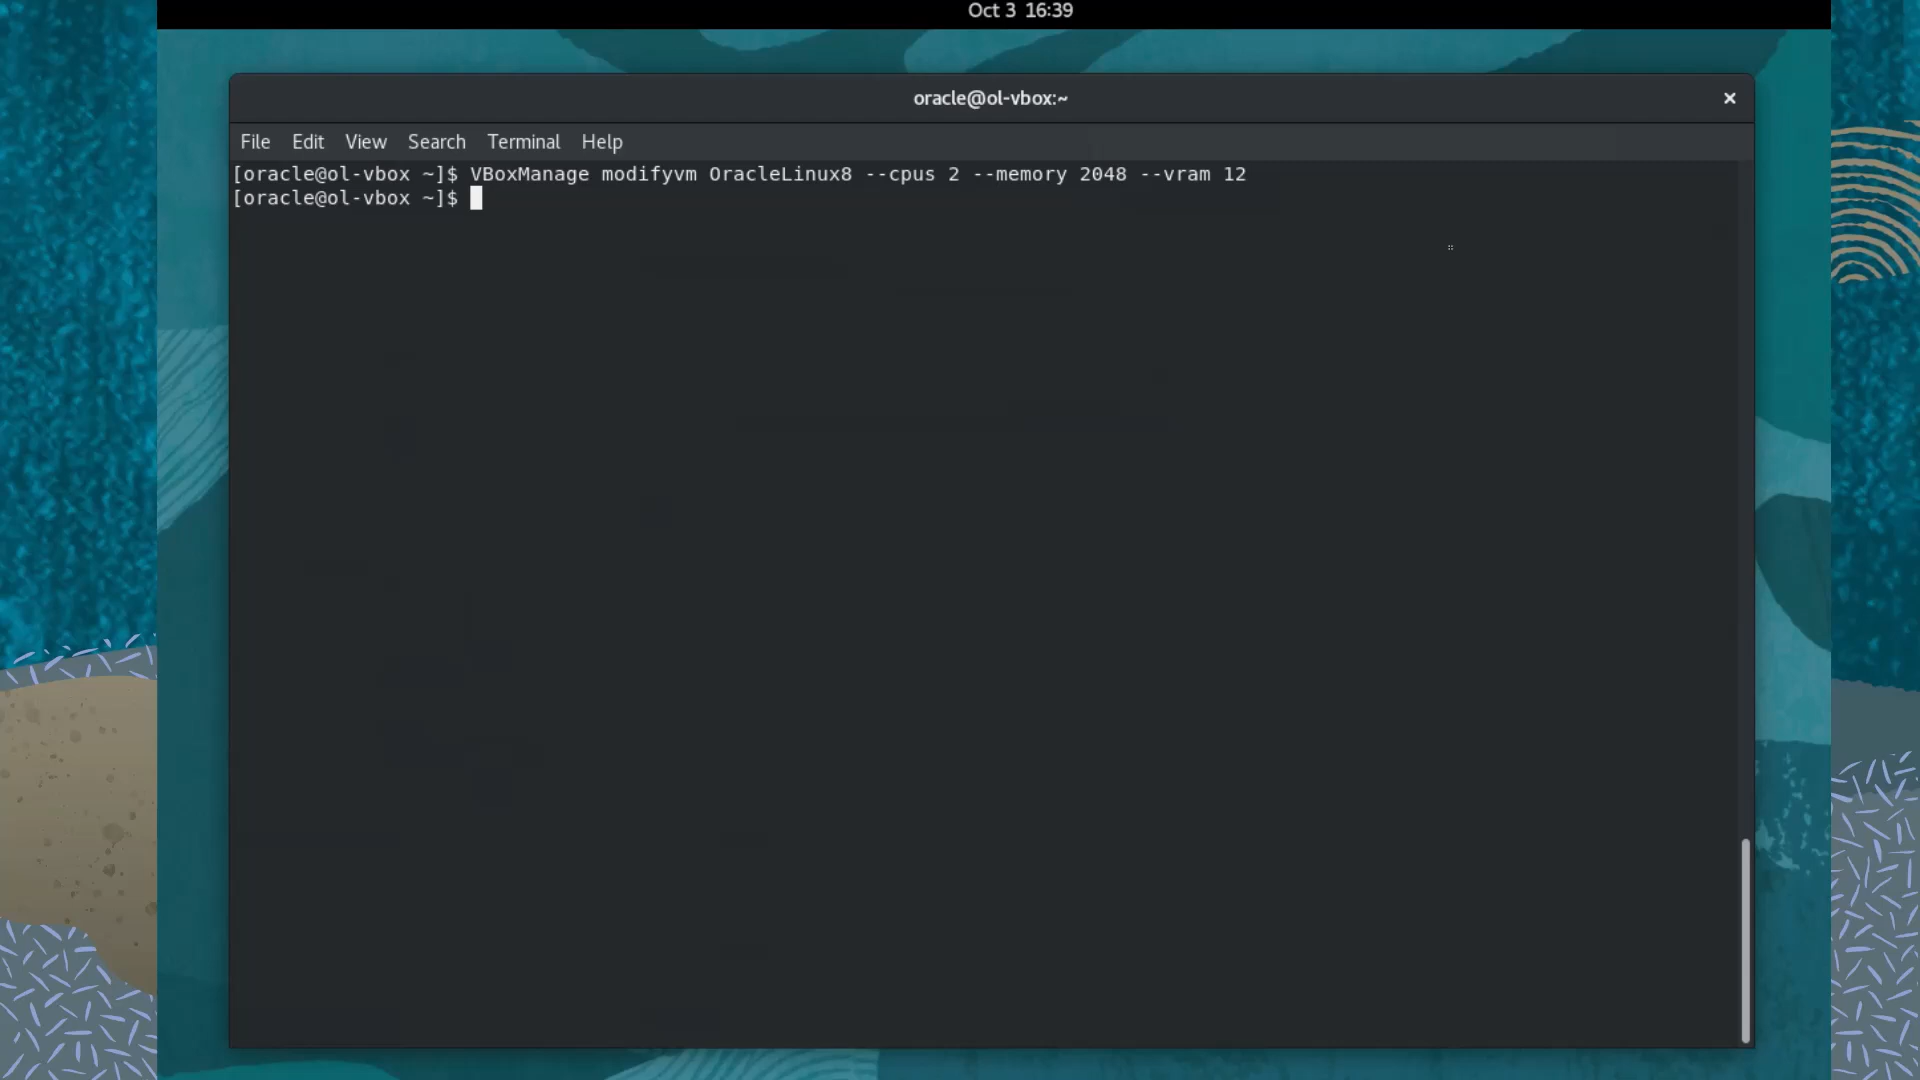 Oct 3 16:39
oracle@ol-vbox:~ ×
File Edit View Search Terminal Help
[oracle@ol-vbox ~]$ VBoxManage modifyvm OracleLinux8 --cpus 2 --memory 2048 --vram 12
[oracle@ol-vbox ~]$